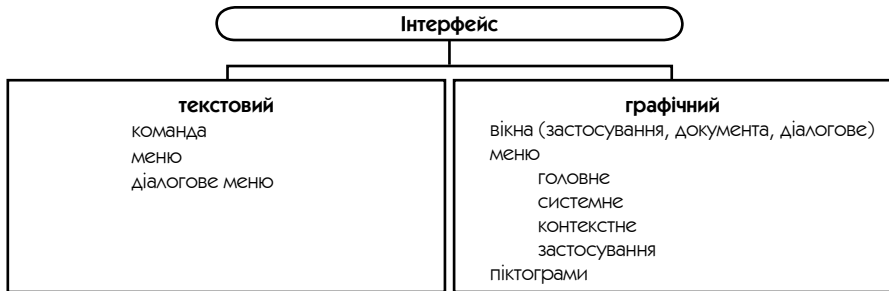 Інтерфейс
текстовий
команда
меню
діалогове меню
графічний
вікна (застосування, документа, діалогове)
меню
головне
системне
контекстне
застосування
піктограми